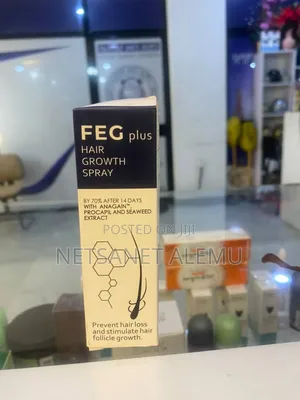 FEG plus
HAIR
GROWTH
SPRAY
BY 70% AFTER 14 DAYS
WITH ANAGAIN™,
PROCAPIL AND SEAWEED
EXTRACT
POSTED ON JIJI
NETSANET ALEMU
Prevent hair loss
and stimulate hair
follicle growth.